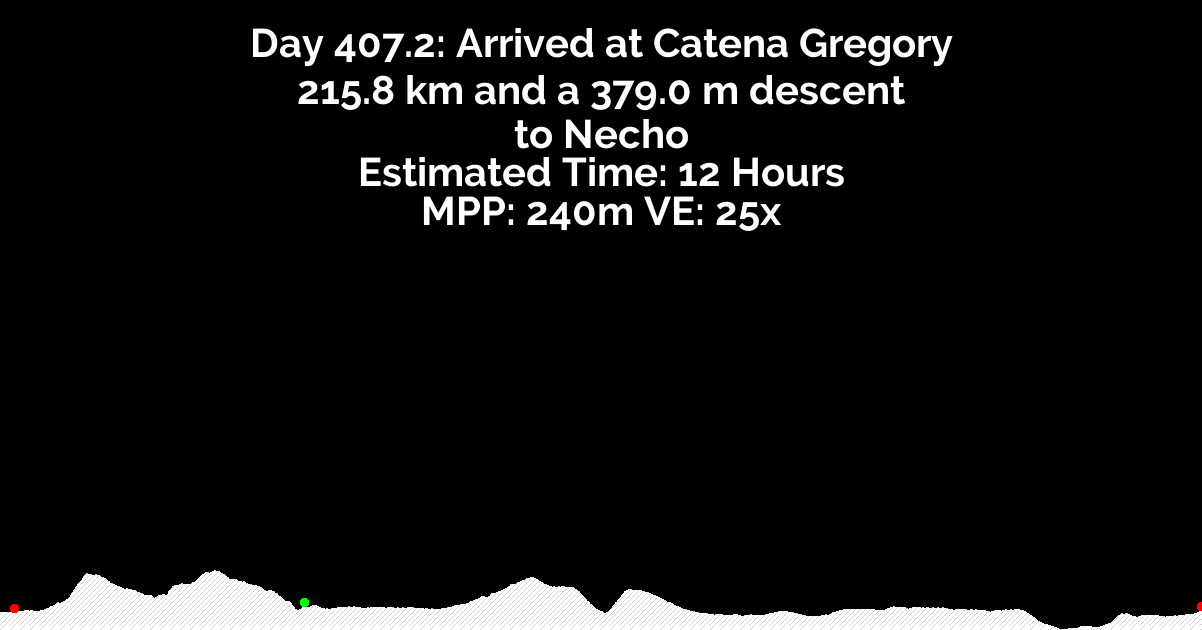 Day 407.2: Arrived at Catena Gregory
215.8 km and a 379.0 m descent
to Necho
Estimated Time: 12 Hours
MPP: 240m VE: 25x